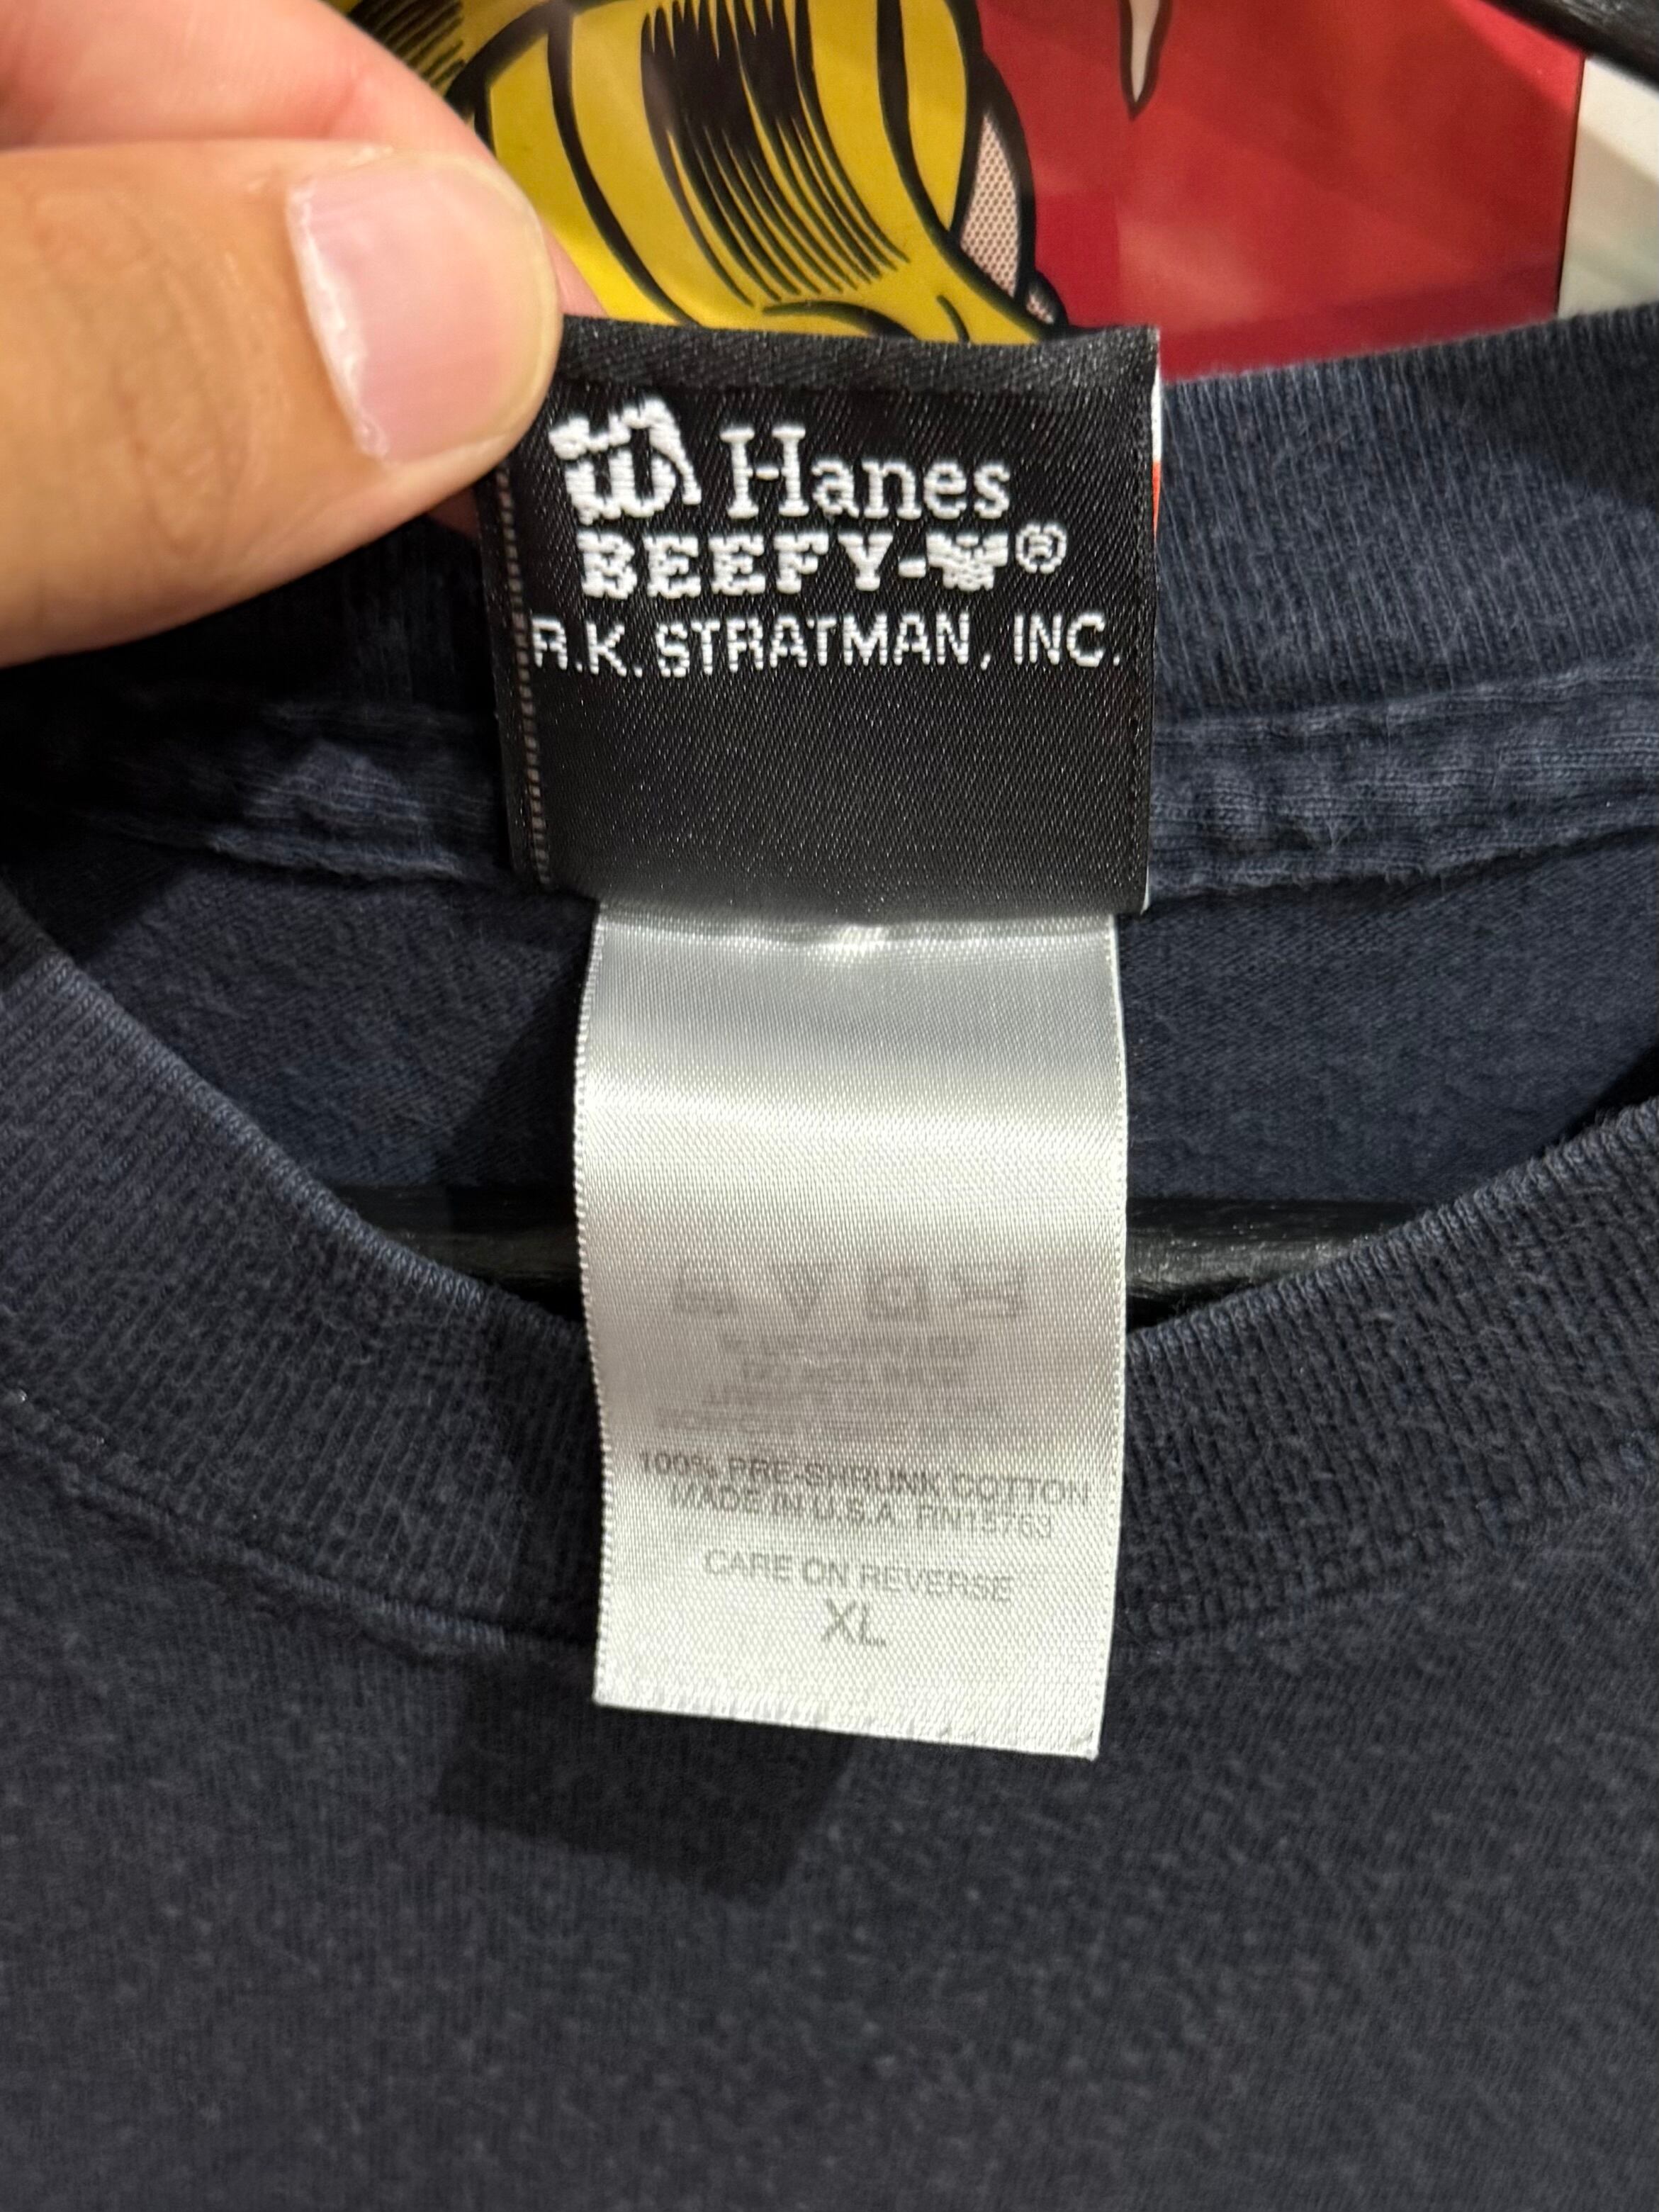 Hanes
BEEFY-T®
R.K. STRATMAN, INC.
100% PRE-SHRUNK COTTON
MADE IN U.S.A. RN15763
CARE ON REVERSE
XL